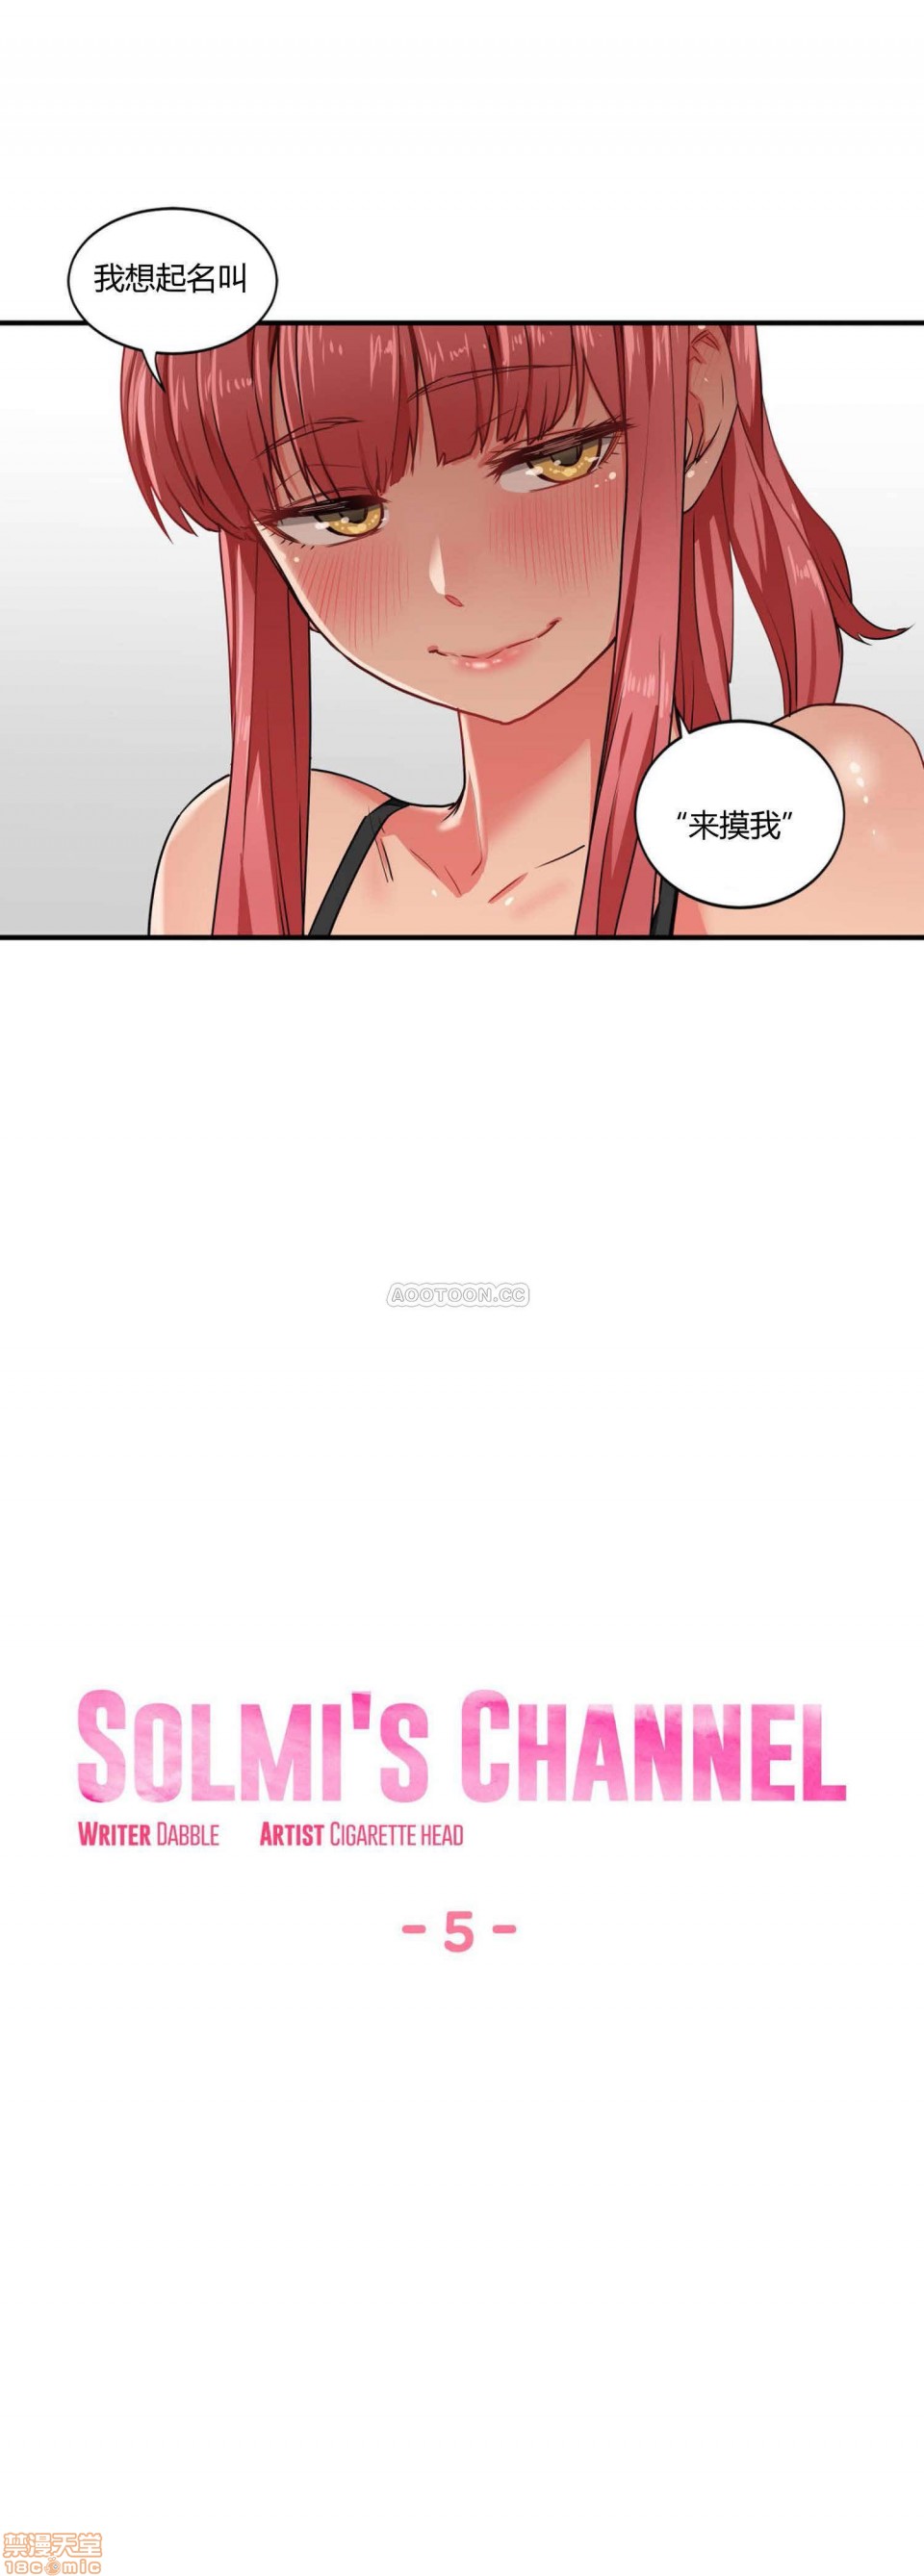 我想起名叫
“来摸我”
AOOTOON.CC
SOLMI'S CHANNEL
WRITER DABBLE ARTIST CIGARETTE HEAD
- 5 -
禁漫天堂
18comic